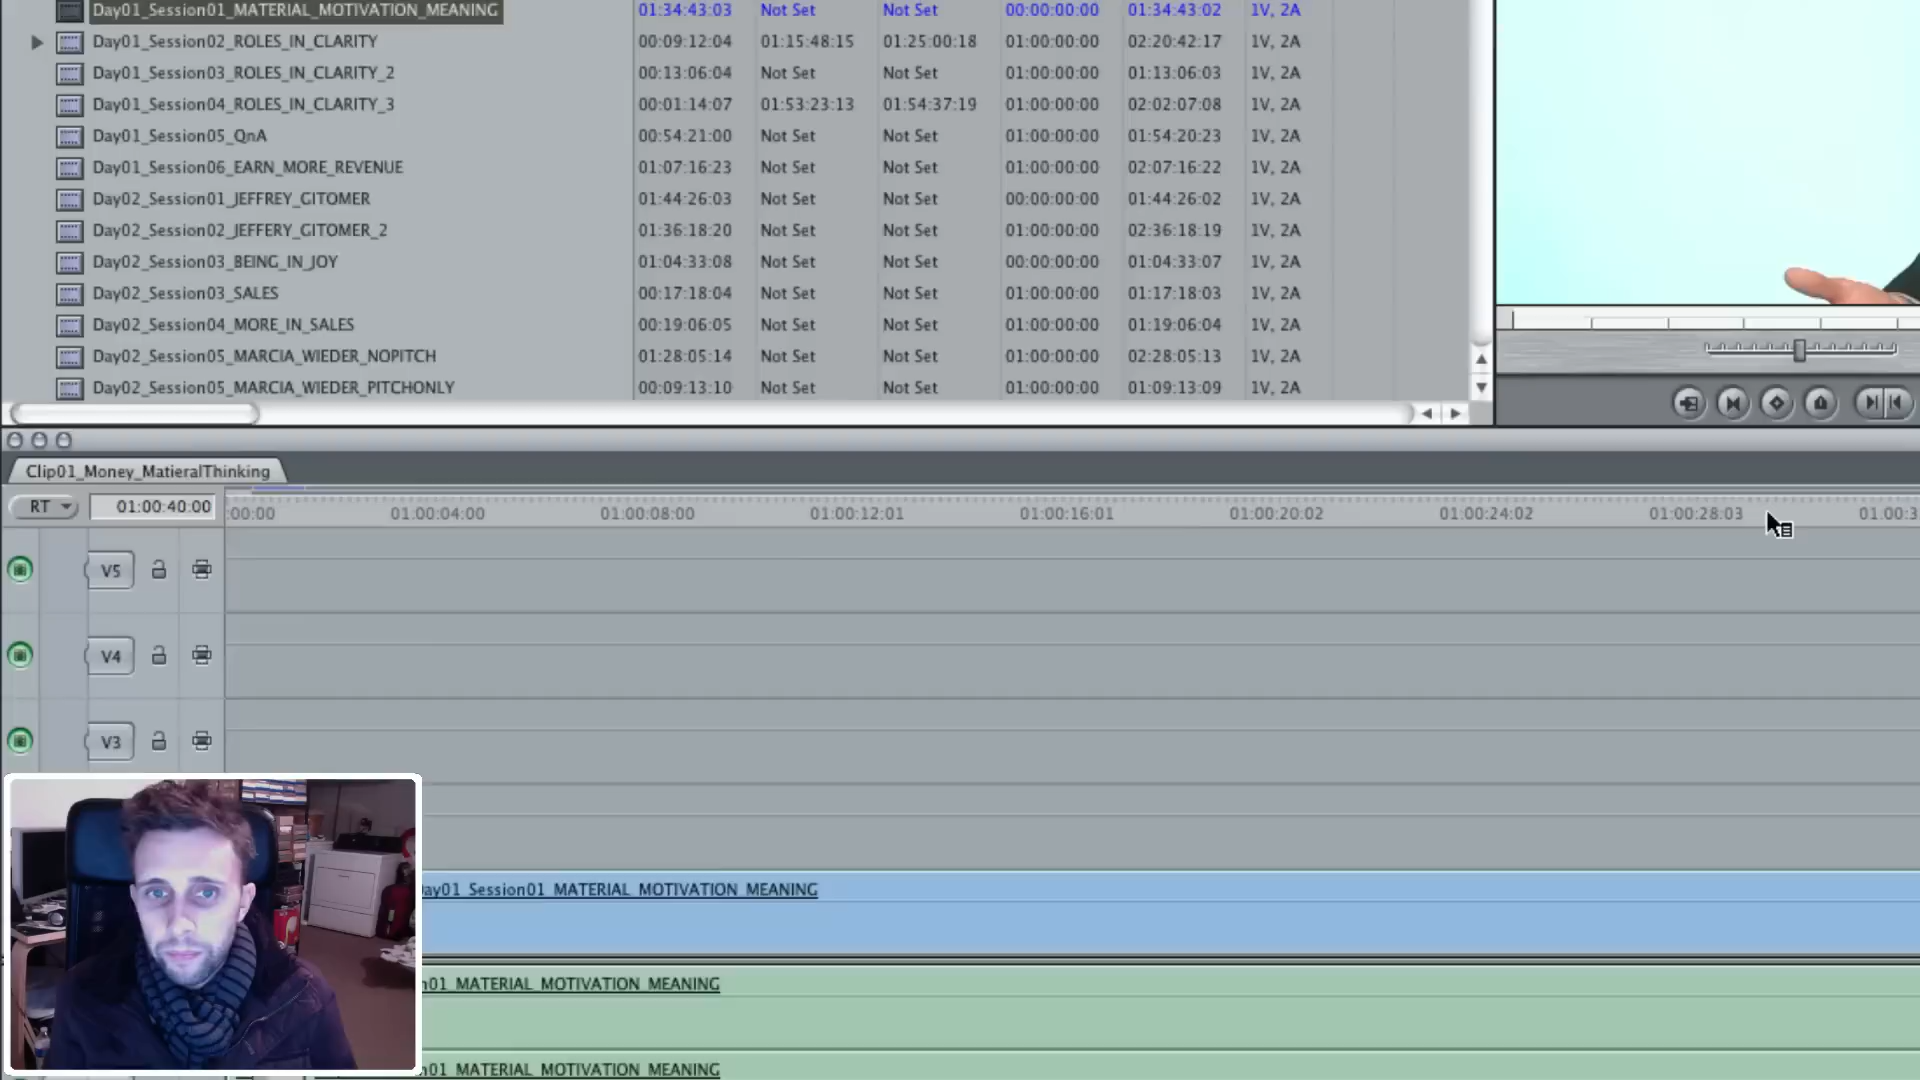 Day01_Session01_MATERIAL_MOTIVATION_MEANING 01:34:43:03 Not Set Not Set 00:00:00:00 01:34:43:02 1V, 2A
Day01_Session02_ROLES_IN_CLARITY 00:09:12:04 01:15:48:15 01:25:00:18 01:00:00:00 02:20:42:17 1V, 2A
Day01_Session03_ROLES_IN_CLARITY_2 00:13:06:04 Not Set Not Set 01:00:00:00 01:13:06:03 1V, 2A
Day01_Session04_ROLES_IN_CLARITY_3 00:01:14:07 01:53:23:13 01:54:37:19 01:00:00:00 02:02:07:08 1V, 2A
Day01_Session05_QnA 00:54:21:00 Not Set Not Set 01:00:00:00 01:54:20:23 1V, 2A
Day01_Session06_EARN_MORE_REVENUE 01:07:16:23 Not Set Not Set 01:00:00:00 02:07:16:22 1V, 2A
Day02_Session01_JEFFREY_GITOMER 01:44:26:03 Not Set Not Set 00:00:00:00 01:44:26:02 1V, 2A
Day02_Session02_JEFFERY_GITOMER_2 01:36:18:20 Not Set Not Set 01:00:00:00 02:36:18:19 1V, 2A
Day02_Session03_BEING_IN_JOY 01:04:33:08 Not Set Not Set 00:00:00:00 01:04:33:07 1V, 2A
Day02_Session03_SALES 00:17:18:04 Not Set Not Set 01:00:00:00 01:17:18:03 1V, 2A
Day02_Session04_MORE_IN_SALES 00:19:06:05 Not Set Not Set 01:00:00:00 01:19:06:04 1V, 2A
Day02_Session05_MARCIA_WIEDER_NOPITCH 01:28:05:14 Not Set Not Set 01:00:00:00 02:28:05:13 1V, 2A
Day02_Session05_MARCIA_WIEDER_PITCHONLY 00:09:13:10 Not Set Not Set 01:00:00:00 01:09:13:09 1V, 2A
Clip01_Money_MatieralThinking
RT 01:00:40:00 :00:00 01:00:04:00 01:00:08:00 01:00:12:01 01:00:16:01 01:00:20:02 01:00:24:02 01:00:28:03 01:00:3
V5
V4
V3
ay01_Session01_MATERIAL_MOTIVATION_MEANING
n01_MATERIAL_MOTIVATION_MEANING
n01_MATERIAL_MOTIVATION_MEANING